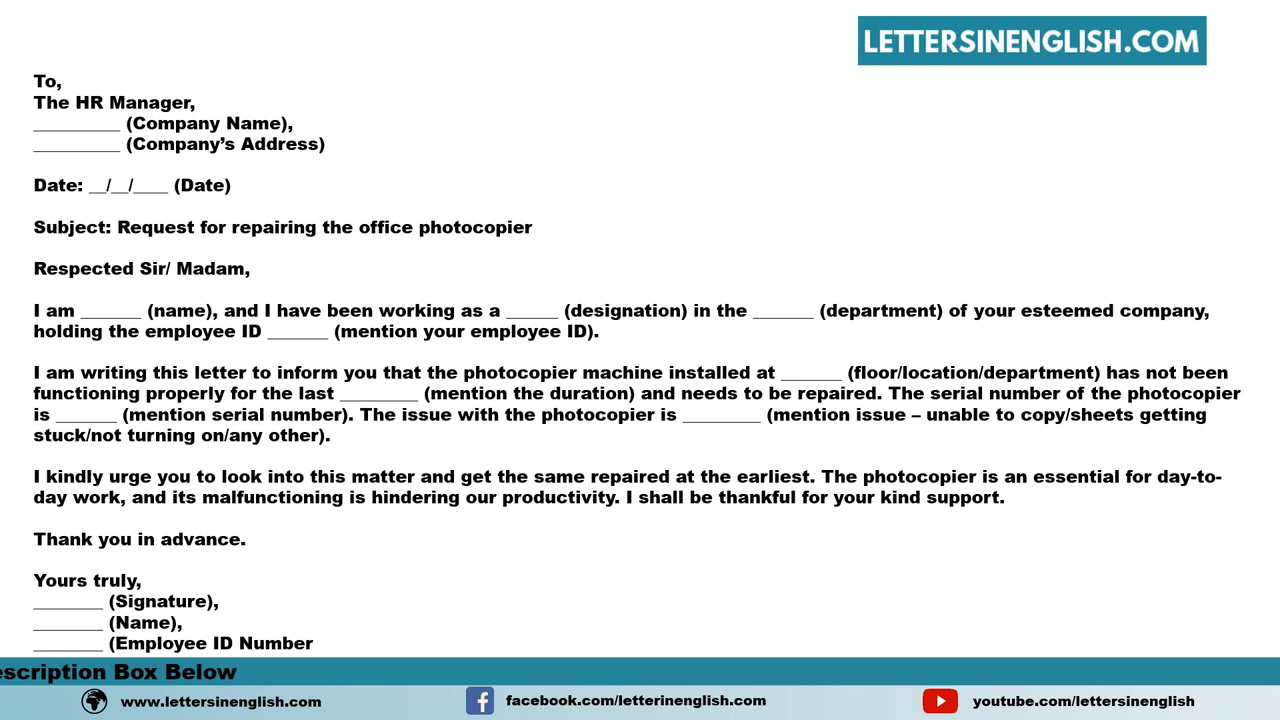 LETTERSINENGLISH.COM
To,
The HR Manager,
__________ (Company Name),
__________ (Company’s Address)
Date: __/__/____ (Date)
Subject: Request for repairing the office photocopier
Respected Sir/ Madam,
I am _______ (name), and I have been working as a ______ (designation) in the _______ (department) of your esteemed company,
holding the employee ID _______ (mention your employee ID).
I am writing this letter to inform you that the photocopier machine installed at _______ (floor/location/department) has not been
functioning properly for the last _________ (mention the duration) and needs to be repaired. The serial number of the photocopier
is _______ (mention serial number). The issue with the photocopier is _________ (mention issue – unable to copy/sheets getting
stuck/not turning on/any other).
I kindly urge you to look into this matter and get the same repaired at the earliest. The photocopier is an essential for day-to-
day work, and its malfunctioning is hindering our productivity. I shall be thankful for your kind support.
Thank you in advance.
Yours truly,
________ (Signature),
________ (Name),
________ (Employee ID Number
escription Box Below
www.lettersinenglish.com
facebook.com/letterinenglish.com
youtube.com/lettersinenglish